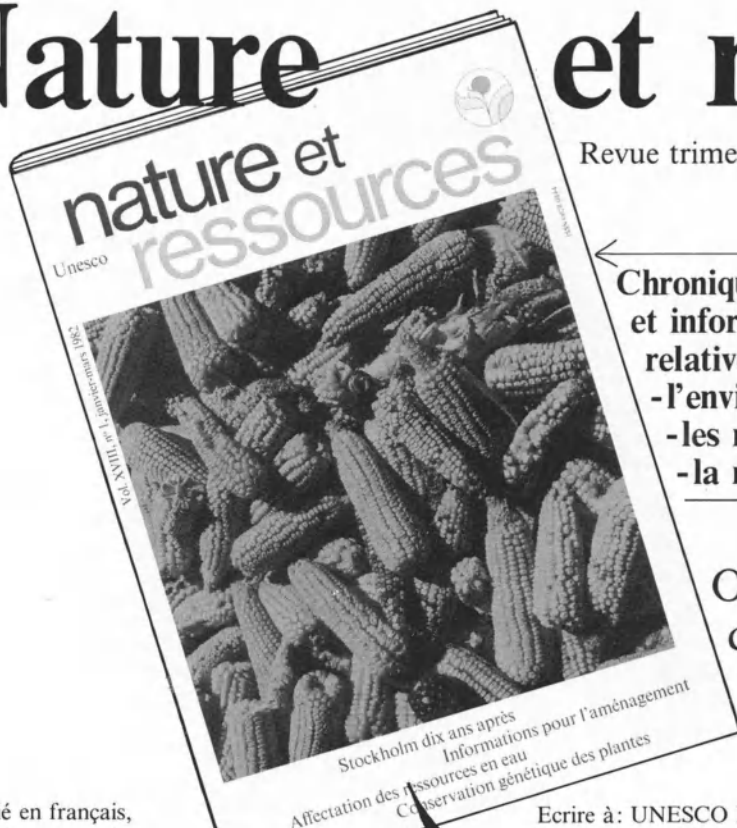 Nature et r
Revue trime
nature et
ressources
Unesco
Vol. XVIII, n° 1, janvier-mars 1982
Chroniqu
et infor
relativ
-l'envi
-les r
-la r
O
d
Stockholm dix ans après
Informations pour l'aménagement
Affectation des ressources en eau
Conservation génétique des plantes
é en français,
Ecrire à: UNESCO